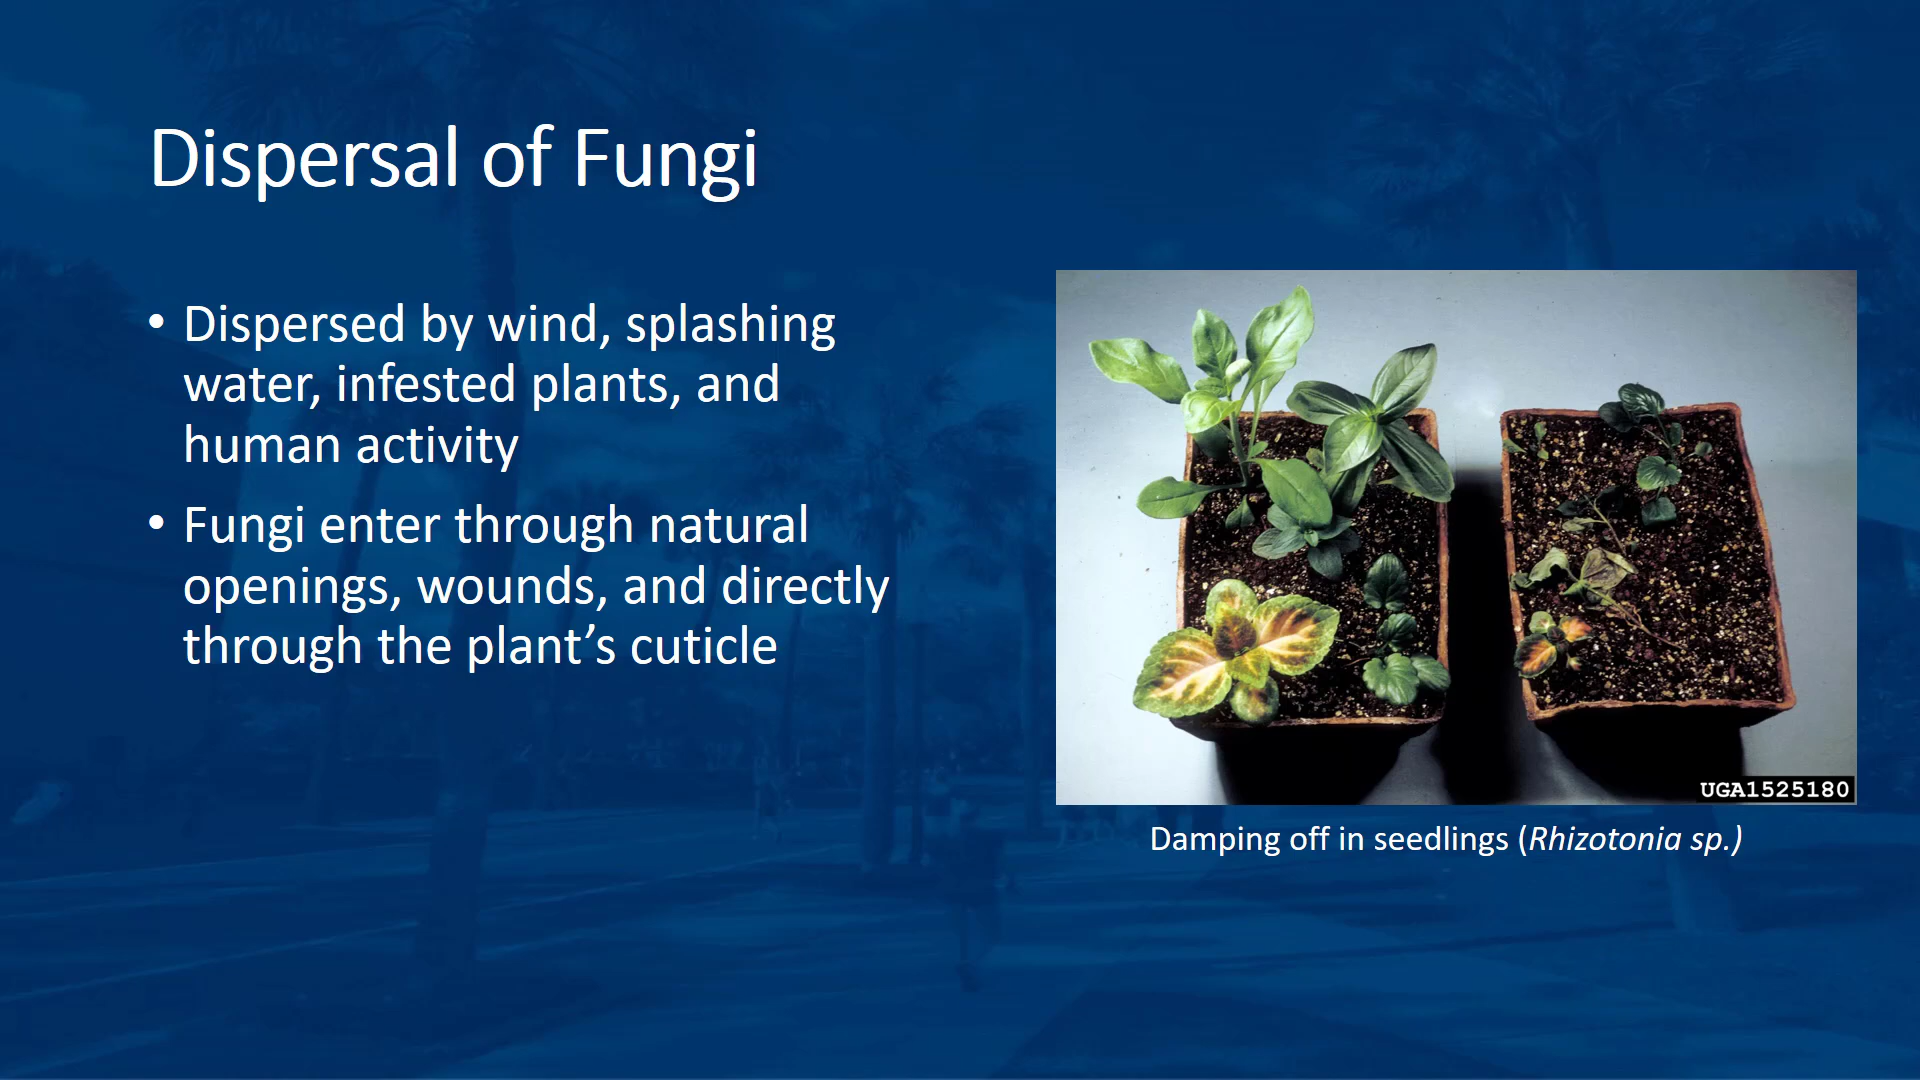 Dispersal of Fungi
• Dispersed by wind, splashing
water, infested plants, and
human activity
• Fungi enter through natural
openings, wounds, and directly
through the plant’s cuticle
UGA1525180
Damping off in seedlings (Rhizotonia sp.)